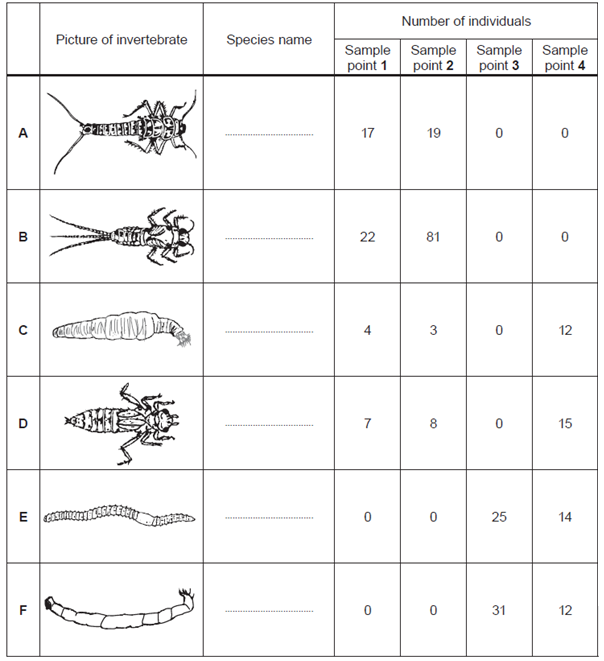 Picture of invertebrate
Species name
Number of individuals
Sample
point 1
Sample
point 2
Sample
point 3
Sample
point 4
A
....................................
17
19
0
0
B
....................................
22
81
0
0
C
....................................
4
3
0
12
D
....................................
7
8
0
15
E
....................................
0
0
25
14
F
....................................
0
0
31
12